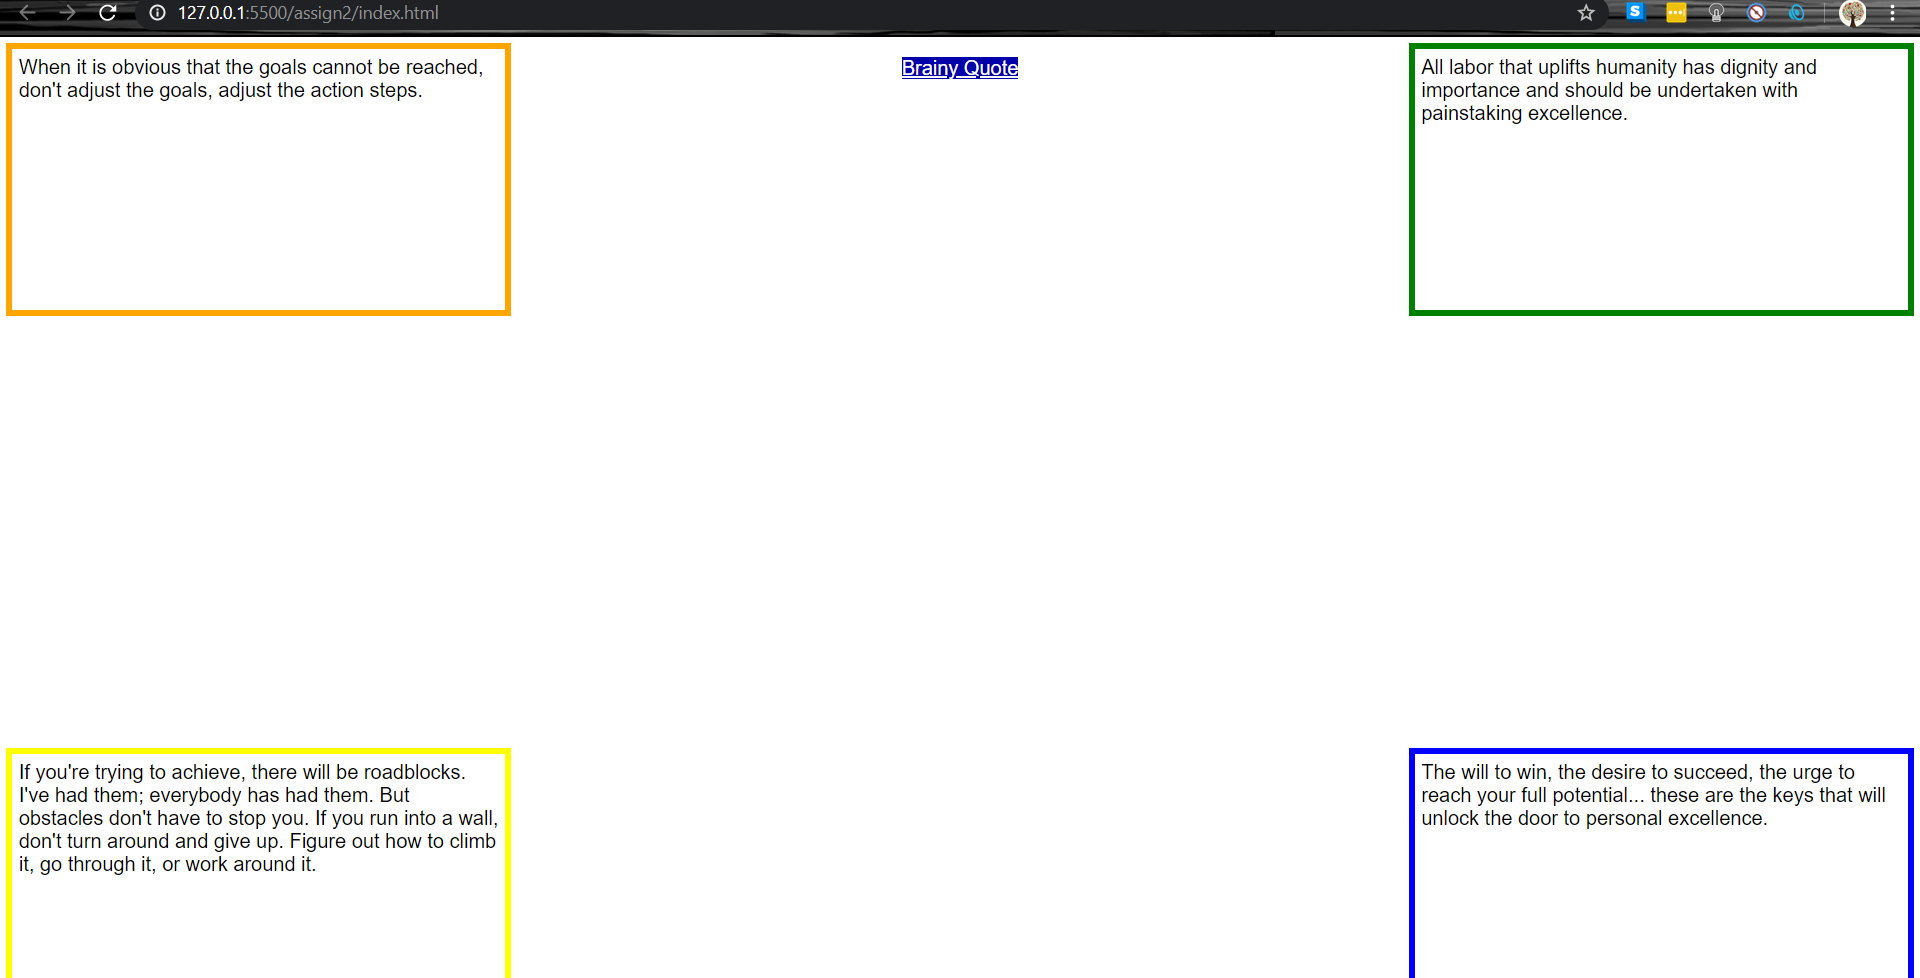 127.0.0.1:5500/assign2/index.html
When it is obvious that the goals cannot be reached,
don't adjust the goals, adjust the action steps.
Brainy Quote
All labor that uplifts humanity has dignity and
importance and should be undertaken with
painstaking excellence.
If you're trying to achieve, there will be roadblocks.
I've had them; everybody has had them. But
obstacles don't have to stop you. If you run into a wall,
don't turn around and give up. Figure out how to climb
it, go through it, or work around it.
The will to win, the desire to succeed, the urge to
reach your full potential... these are the keys that will
unlock the door to personal excellence.